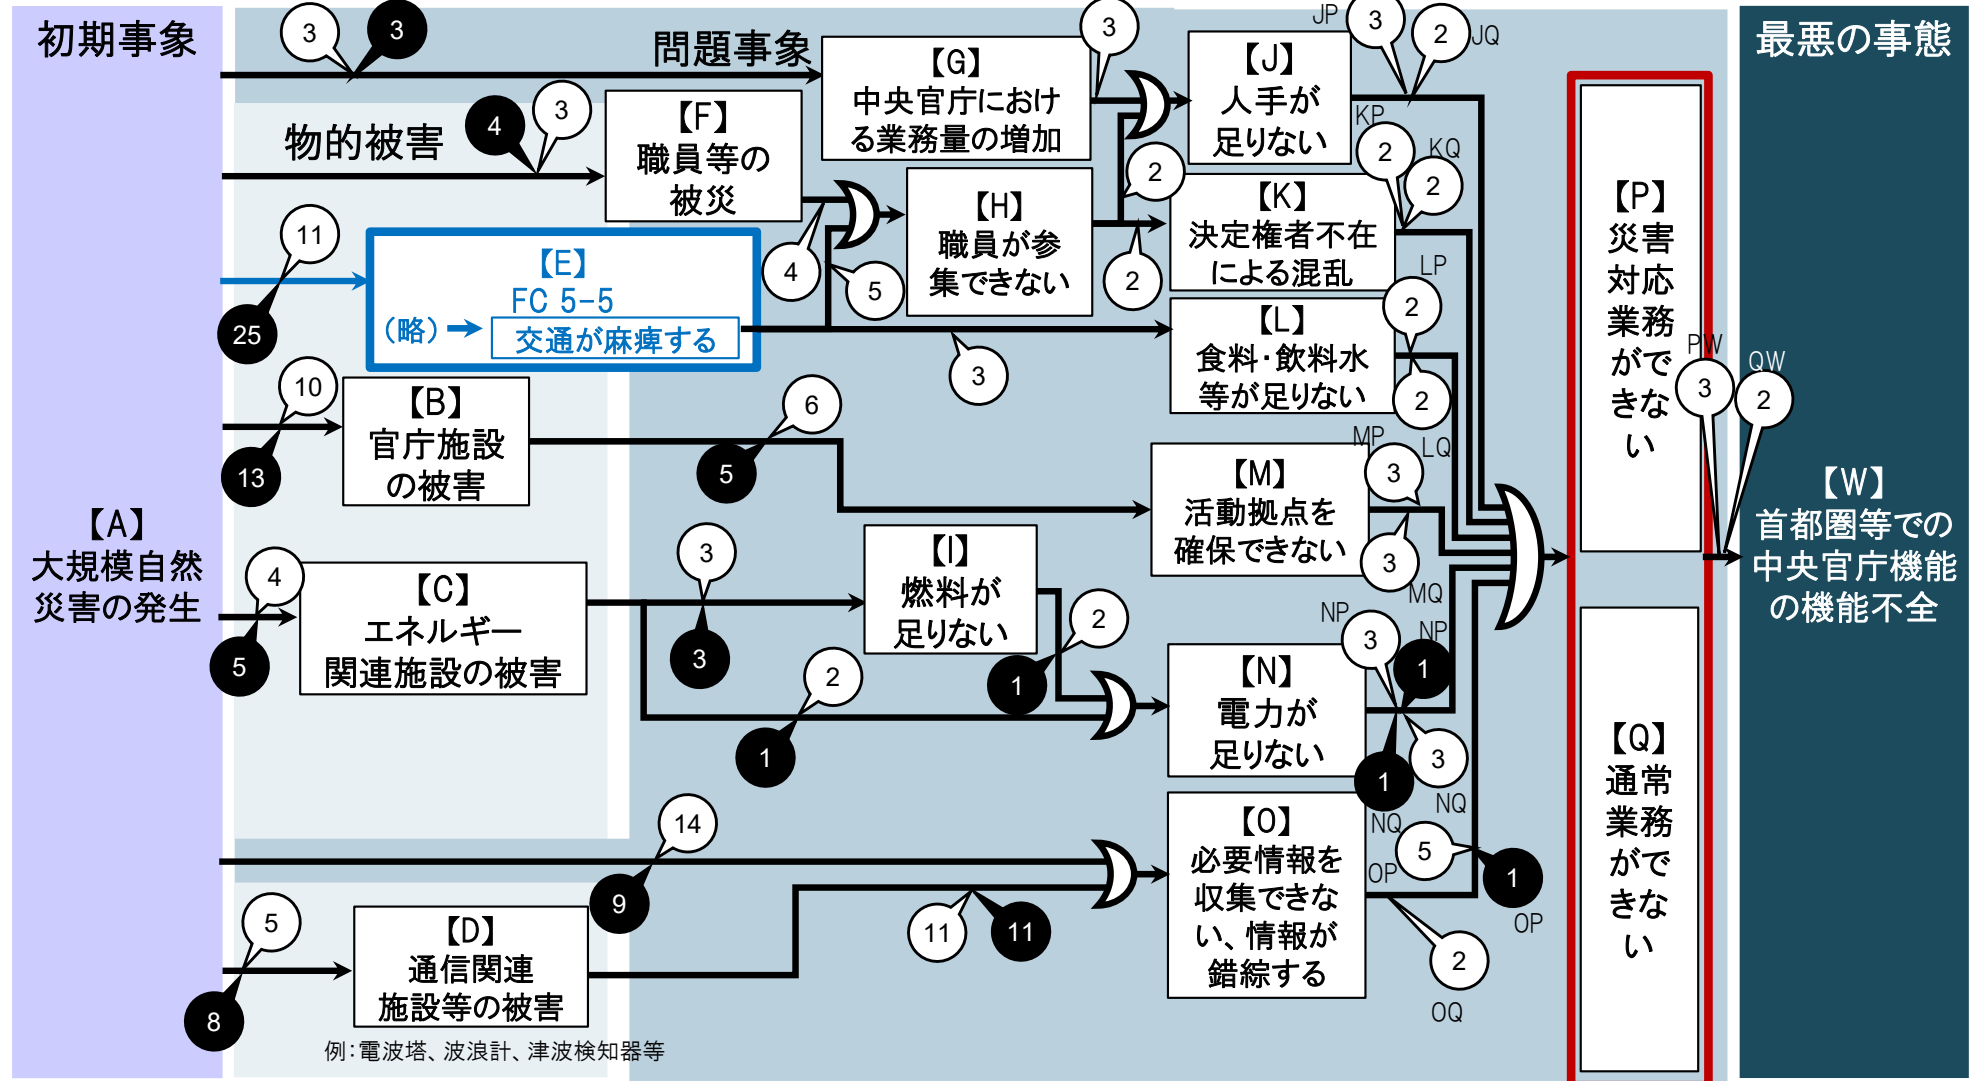 初期事象
問題事象
最悪の事態
物的被害
【A】
大規模自然
災害の発生
3
3
4
3
【F】
職員等の
被災
【G】
中央官庁におけ
る業務量の増加
3
【J】
人手が
足りない
JP
3
2
JQ
11
25
【E】
FC 5-5
(略)
交通が麻痺する
4
5
【H】
職員が参
集できない
2
2
【K】
決定権者不在
による混乱
KP
2
KQ
2
3
【L】
食料・飲料水
等が足りない
LP
2
2
LQ
10
13
【B】
官庁施設
の被害
6
5
【M】
活動拠点を
確保できない
MP
3
3
MQ
4
5
【C】
エネルギー
関連施設の被害
3
3
【I】
燃料が
足りない
2
1
2
1
【N】
電力が
足りない
NP
3
NP
1
1
3
NQ
NQ
14
9
5
8
【D】
通信関連
施設等の被害
例：電波塔、波浪計、津波検知器等
11
11
【O】
必要情報を
収集できな
い、情報が
錯綜する
5
OP
1
OP
2
OQ
【P】
災害
対応
業務
がで
きな
い
【Q】
通常
業務
がで
きな
い
PW
3
QW
2
【W】
首都圏等での
中央官庁機能
の機能不全